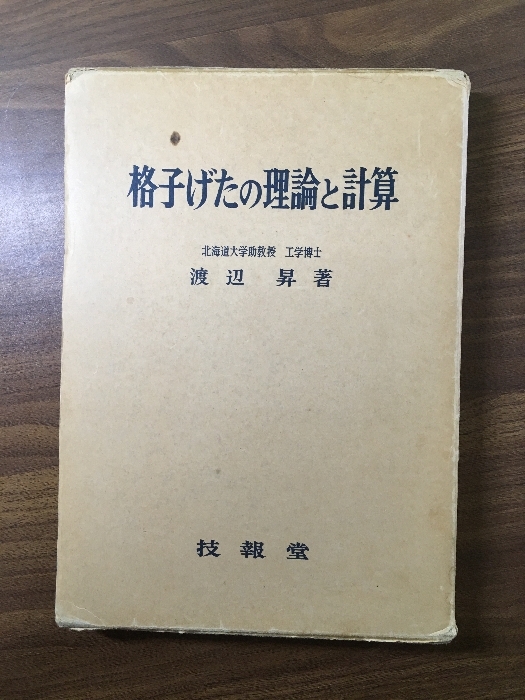 格子げたの理論と計算
北海道大学助教授 工学博士
渡辺 昇 著
技報堂